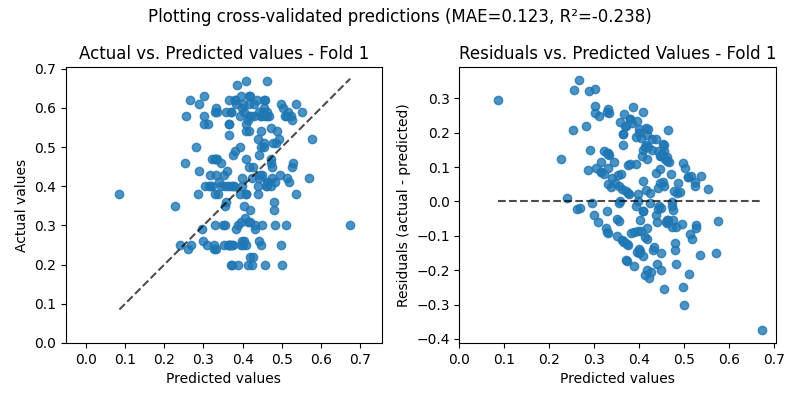 Plotting cross-validated predictions (MAE=0.123, R²=-0.238)
Actual vs. Predicted values - Fold 1
Actual values
0.7
0.6
0.5
0.4
0.3
0.2
0.1
0.0
0.0 0.1 0.2 0.3 0.4 0.5 0.6 0.7
Predicted values
Residuals vs. Predicted Values - Fold 1
Residuals (actual - predicted)
0.3
0.2
0.1
0.0
−0.1
−0.2
−0.3
−0.4
0.0 0.1 0.2 0.3 0.4 0.5 0.6 0.7
Predicted values